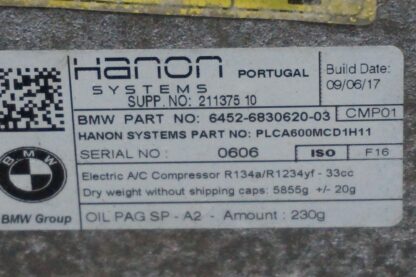 Hanon
SYSTEMS
PORTUGAL
Build Date:
09/06/17
SUPP. NO: 211375 10
BMW PART NO: 6452-6830620-03
CMP01
HANON SYSTEMS PART NO: PLCA600MCD1H11
SERIAL NO : 0606
ISO
F16
Electric A/C Compressor R134a/R1234yf - 33cc
Dry weight without shipping caps: 5855g +/- 20g
BMW
BMW Group
OIL PAG SP - A2 - Amount : 230g